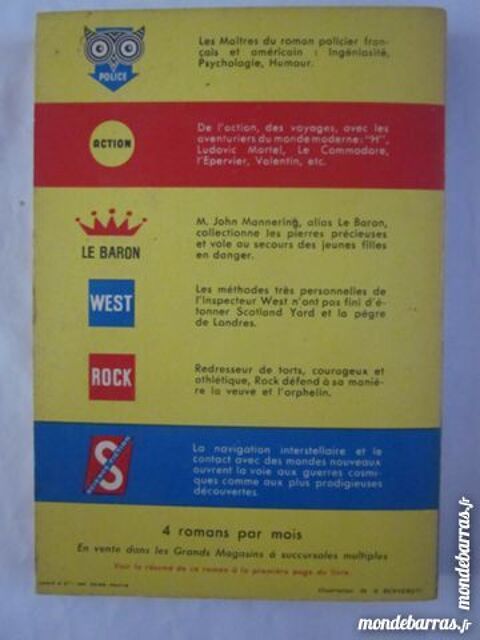 POLICE
Les Maîtres du roman policier fran-
çais et américain : Ingéniosité,
Psychologie, Humour.
ACTION
De l'action, des voyages, avec les
aventuriers du monde moderne : "H",
Ludovic Martel, Le Commodore,
l'Epervier, Valentin, etc.
LE BARON
M. John Mannering, alias Le Baron,
collectionne les pierres précieuses
et vole au secours des jeunes filles
en danger.
WEST
Les méthodes très personnelles de
l'Inspecteur West n'ont pas fini d'é-
tonner Scotland Yard et la pègre
de Londres.
ROCK
Redresseur de torts, courageux et
athlétique, Rock défend à sa maniè-
re la veuve et l'orphelin.
S
La navigation interstellaire et le
contact avec des mondes nouveaux
ouvrent la voie aux guerres cosmi-
ques comme aux plus prodigieuses
découvertes.
4 romans par mois
En vente dans les Grands Magasins à succursales multiples
Voir le résumé de ce roman à la première page du livre.
Illustration de
mondebarras.fr
mondebarras.fr